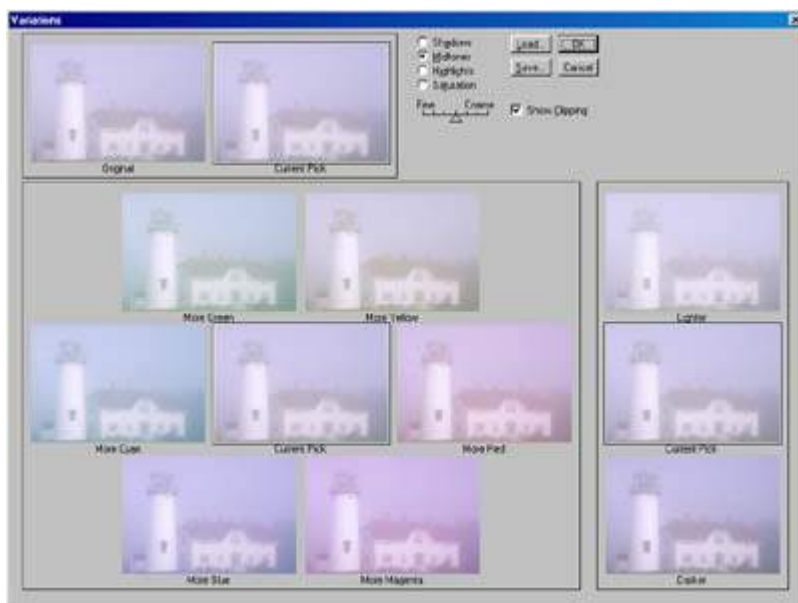 Variations
Original
Current Pick
Shadows
Midtones
Highlights
Saturation
Fine Coarse
Load...
OK
Save...
Cancel
Show Clipping
More Green
More Yellow
More Cyan
Current Pick
More Red
More Blue
More Magenta
Lighter
Current Pick
Darker